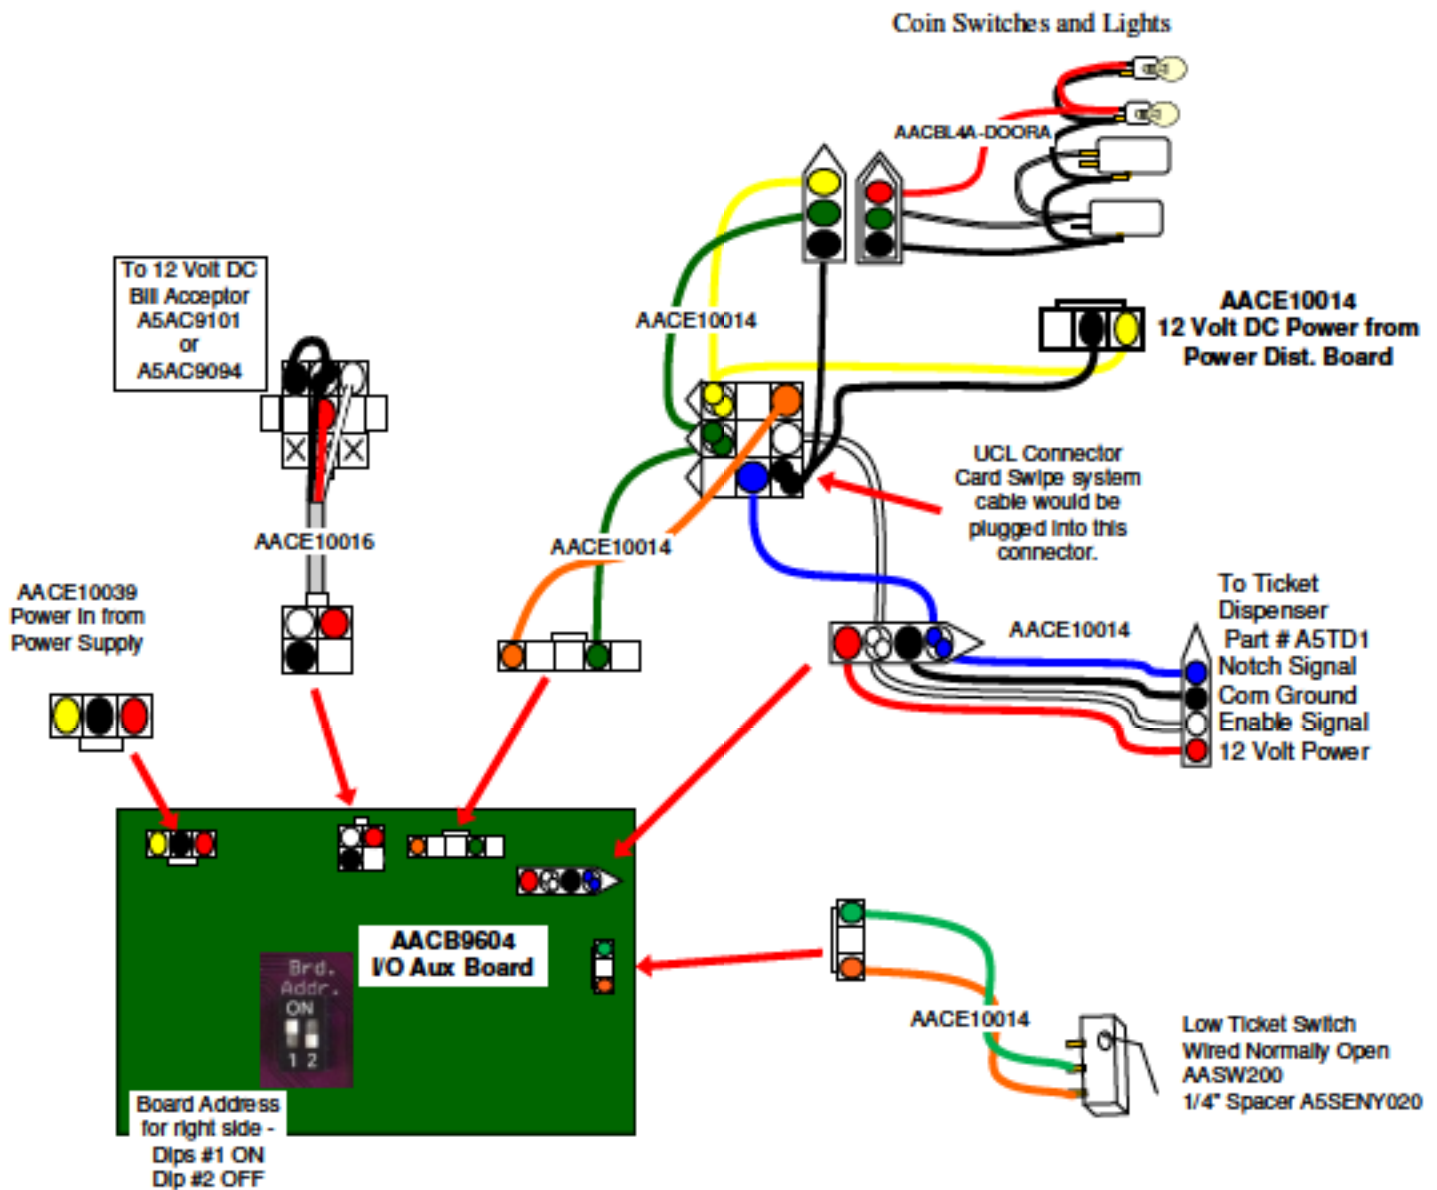 Coin Switches and Lights
AACBL4A-DOORA
To 12 Volt DC
Bill Acceptor
A5AC9101
or
A5AC9094
AACE10014
AACE10014
12 Volt DC Power from
Power Dist. Board
UCL Connector
Card Swipe system
cable would be
plugged into this
connector.
AACE10016
AACE10014
AACE10039
Power In from
Power Supply
To Ticket
Dispenser
Part # A5TD1
Notch Signal
Com Ground
Enable Signal
12 Volt Power
AACE10014
AACB9604
I/O Aux Board
Brd.
Addr.
ON
1 2
Board Address
for right side -
Dips #1 ON
Dip #2 OFF
AACE10014
Low Ticket Switch
Wired Normally Open
AASW200
1/4" Spacer A5SENY020